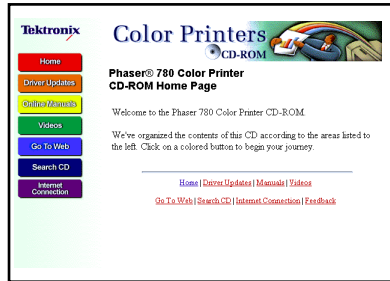 Tektronix
Color Printers
CD-ROM
Home
Driver Updates
Online Manuals
Videos
Go To Web
Search CD
Internet
Connection
Phaser® 780 Color Printer
CD-ROM Home Page
Welcome to the Phaser 780 Color Printer CD-ROM.
We've organized the contents of this CD according to the areas listed to
the left. Click on a colored button to begin your journey.
Home | Driver Updates | Manuals | Videos
Go To Web | Search CD | Internet Connection | Feedback